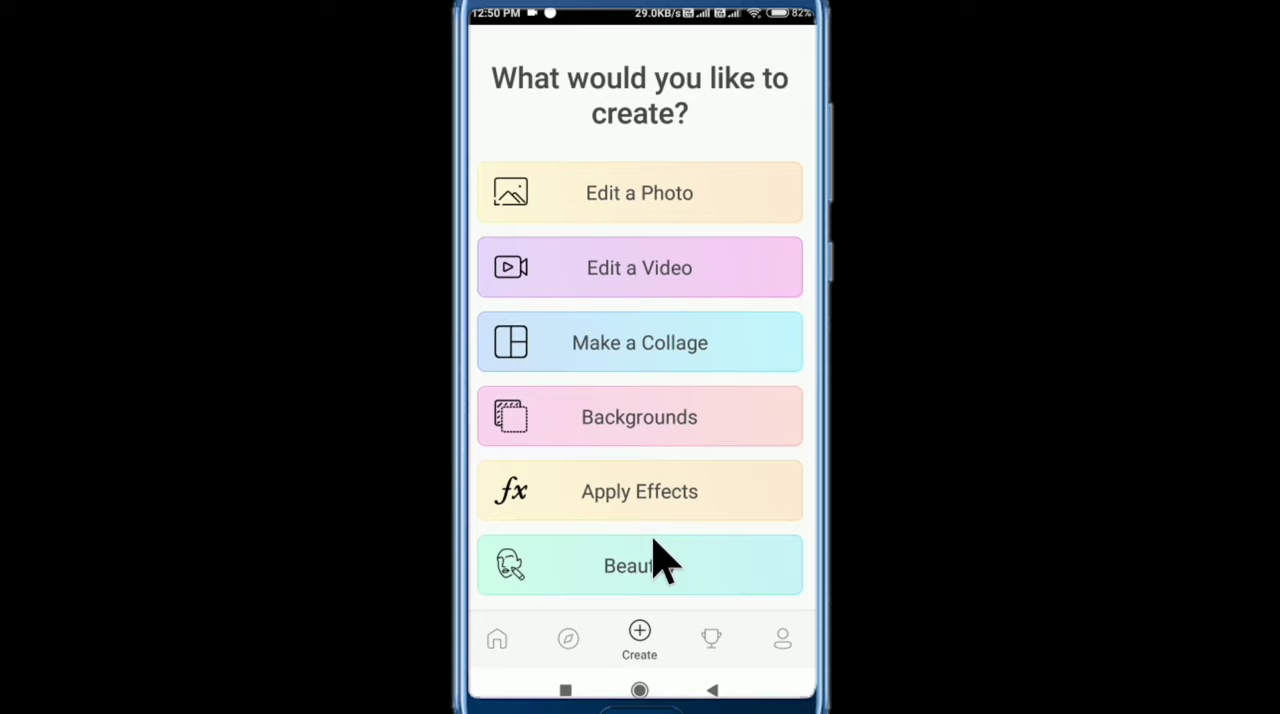 12:50 PM 29.0KB/s 82%
What would you like to
create?
Edit a Photo
Edit a Video
Make a Collage
Backgrounds
fx Apply Effects
Create